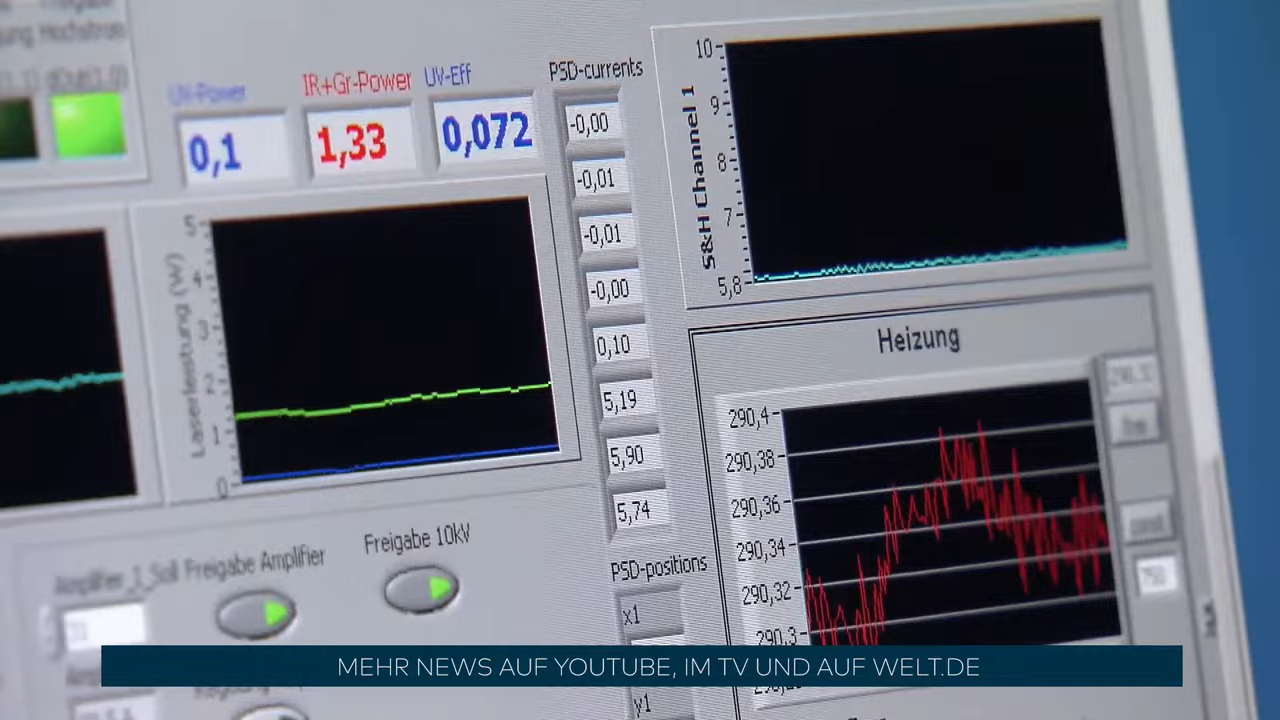 UV-Power
IR+Gr-Power
UV-Eff
PSD-currents
0,1
1,33
0,072
-0,00
-0,01
-0,01
-0,00
0,10
5,19
5,90
5,74
PSD-positions
x1
y1
5
4
3
2
1
0
Laserleistung (W)
10
9
8
7
5,8
S&H Channel 1
Heizung
290,4
290,38
290,36
290,34
290,32
290,3
Freigabe Amplifier
Freigabe 10kV
MEHR NEWS AUF YOUTUBE, IM TV UND AUF WELT.DE